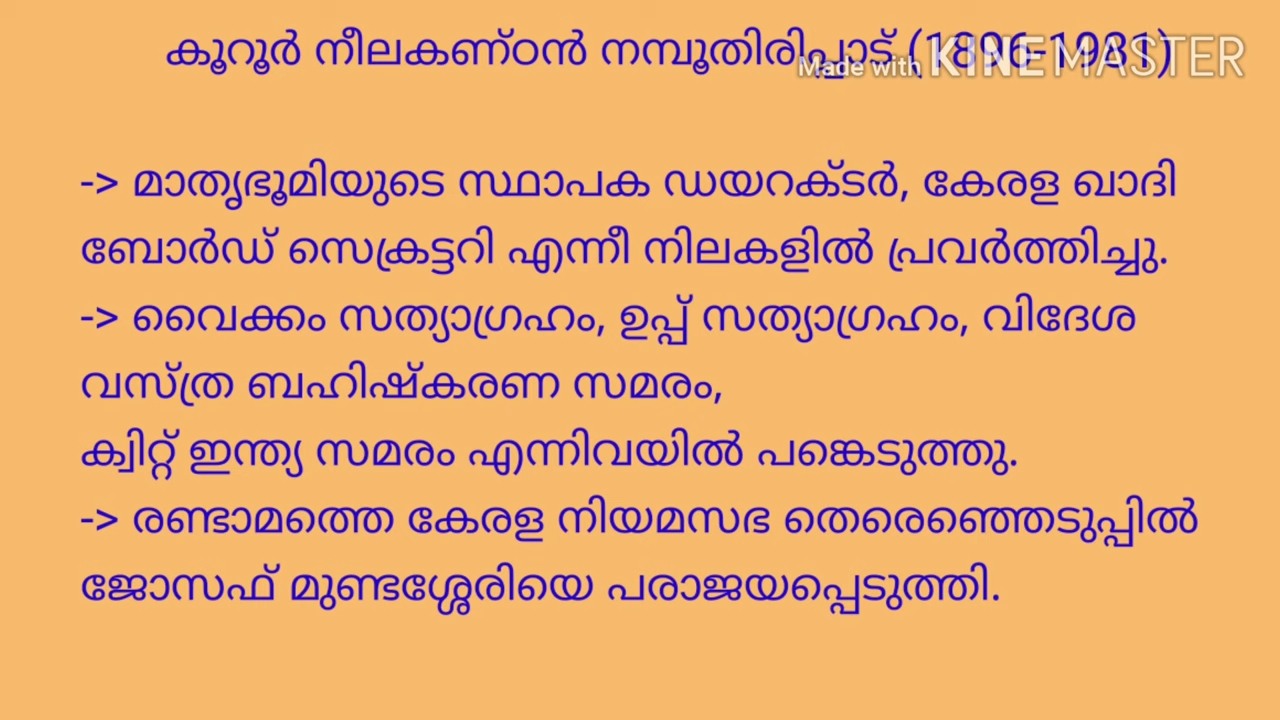 കൂറൂർ നീലകണ്ഠൻ നമ്പൂതിരിപ്പാട് (1896-1981)
Made with KINEMASTER
-> മാതൃഭൂമിയുടെ സ്ഥാപക ഡയറക്ടർ, കേരള ഖാദി
ബോർഡ് സെക്രട്ടറി എന്നീ നിലകളിൽ പ്രവർത്തിച്ചു.
-> വൈക്കം സത്യാഗ്രഹം, ഉപ്പ് സത്യാഗ്രഹം, വിദേശ
വസ്ത്ര ബഹിഷ്കരണ സമരം,
ക്വിറ്റ് ഇന്ത്യ സമരം എന്നിവയിൽ പങ്കെടുത്തു.
-> രണ്ടാമത്തെ കേരള നിയമസഭ തെരെഞ്ഞെടുപ്പിൽ
ജോസഫ് മുണ്ടശ്ശേരിയെ പരാജയപ്പെടുത്തി.